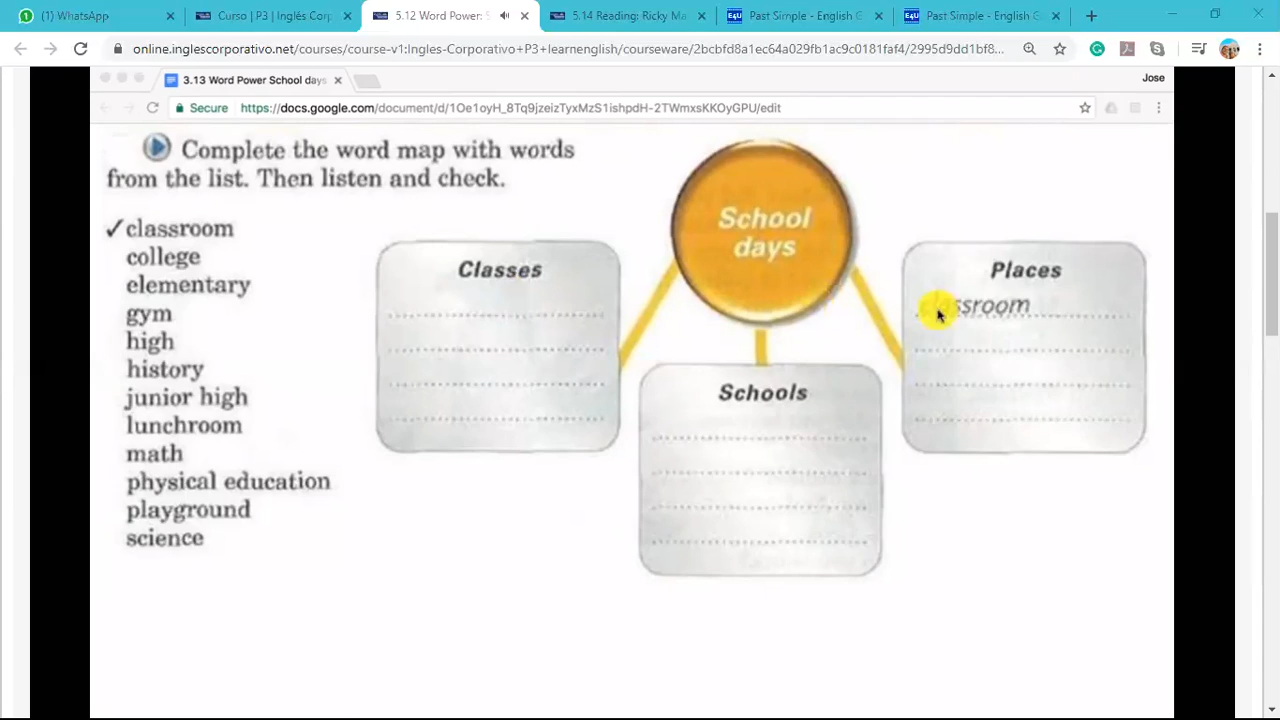 (1) WhatsApp
Curso | P3 | Inglés Corp
5.12 Word Power:
5.14 Reading: Ricky Ma
E4U Past Simple - English G
E4U Past Simple - English G
online.inglescorporativo.net/courses/course-v1:Ingles-Corporativo+P3+learnenglish/courseware/2bcbfd8a1ec64a029fb1ac9c0181faf4/2995d9dd1bf8...
3.13 Word Power School days
Jose
Secure https://docs.google.com/document/d/1Oe1oyH_8Tq9jzeizTyxMzS1ishpdH-2TWmxsKKOyGPU/edit
Complete the word map with words
from the list. Then listen and check.
✓classroom
college
elementary
gym
high
history
junior high
lunchroom
math
physical education
playground
science
School
days
Classes
Schools
Places
classroom